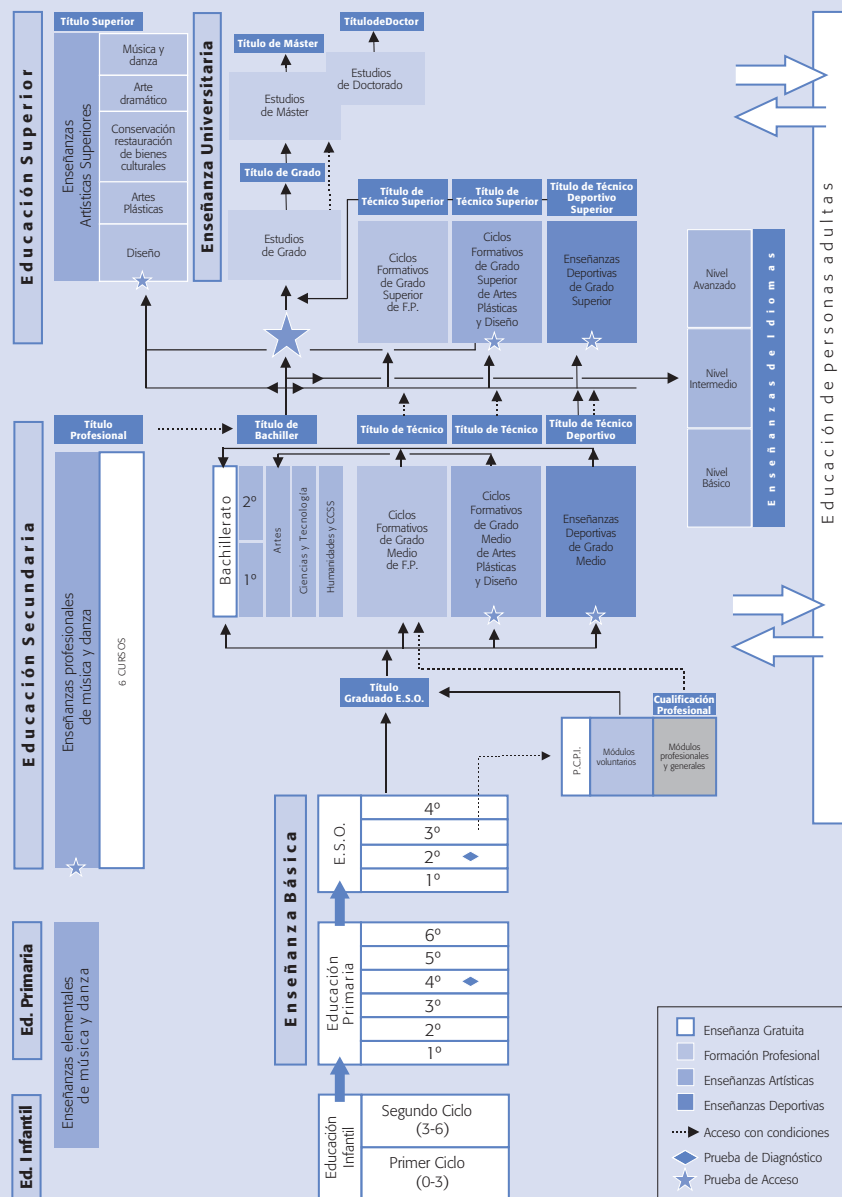 Educación Superior
Título Superior
Enseñanzas
Artísticas Superiores
Música y
danza
Arte
dramático
Conservación
restauración
de bienes
culturales
Artes
Plásticas
Diseño
Enseñanza Universitaria
Título de Máster
TítulodeDoctor
Estudios
de Máster
Estudios
de Doctorado
Título de Grado
Estudios
de Grado
Título de
Técnico Superior
Título de
Técnico Superior
Título de Técnico
Deportivo
Superior
Ciclos
Formativos
de Grado
Superior
de F.P.
Ciclos
Formativos
de Grado
Superior
de Artes
Plásticas
y Diseño
Enseñanzas
Deportivas
de Grado
Superior
Nivel
Avanzado
Nivel
Intermedio
Nivel
Básico
Enseñanzas de Idiomas
Educación de personas adultas
Educación Secundaria
Título
Profesional
Título de
Bachiller
Título de Técnico
Título de Técnico
Título de Técnico
Deportivo
Enseñanzas profesionales
de música y danza
6 CURSOS
Bachillerato
2º
1º
Artes
Ciencias y Tecnología
Humanidades y CCSS
Ciclos
Formativos
de Grado
Medio
de F.P.
Ciclos
Formativos
de Grado
Medio
de Artes
Plásticas
y Diseño
Enseñanzas
Deportivas
de Grado
Medio
Título
Graduado E.S.O.
Cualificación
Profesional
P.C.P.I.
Módulos
voluntarios
Módulos
profesionales
y generales
Enseñanza Básica
E.S.O.
4º
3º
2º
1º
Ed. Primaria
Enseñanzas elementales
de música y danza
Educación
Primaria
6º
5º
4º
3º
2º
1º
Ed. Infantil
Educación
Infantil
Segundo Ciclo
(3-6)
Primer Ciclo
(0-3)
Enseñanza Gratuita
Formación Profesional
Enseñanzas Artísticas
Enseñanzas Deportivas
Acceso con condiciones
Prueba de Diagnóstico
Prueba de Acceso